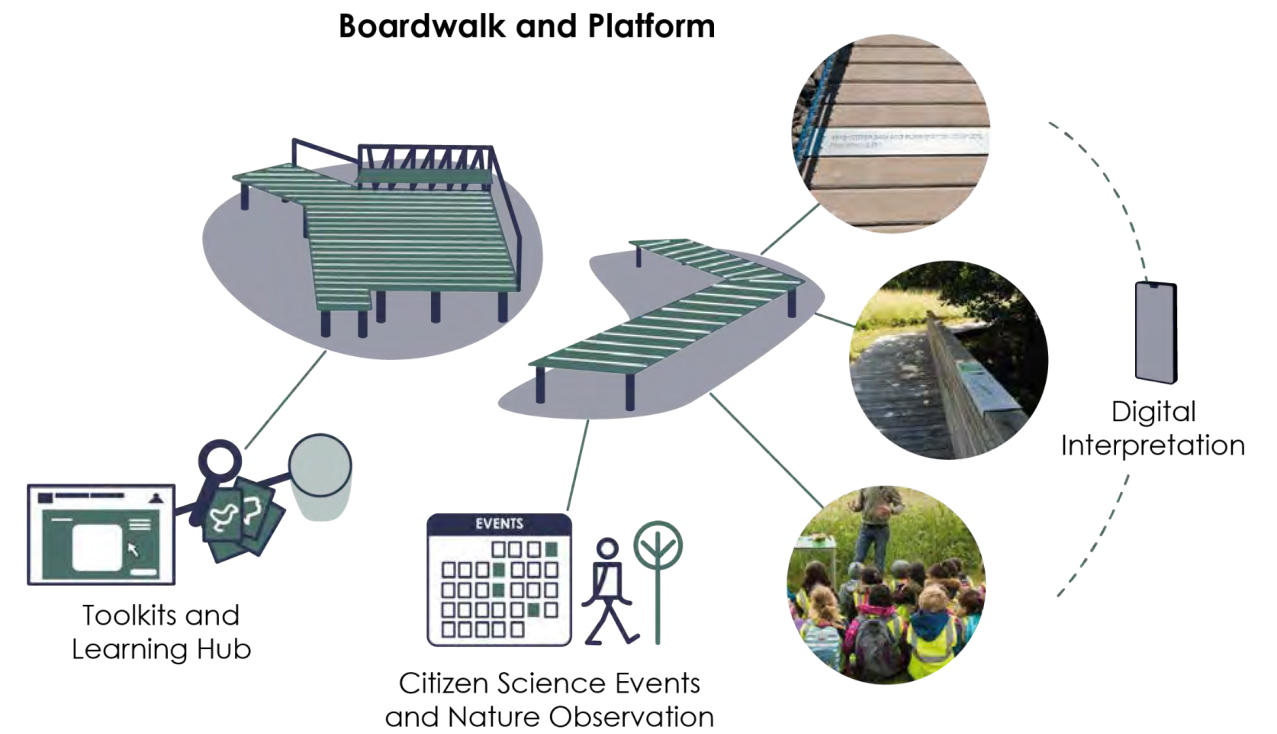 Boardwalk and Platform
EVENTS
Digital
Interpretation
Toolkits and
Learning Hub
Citizen Science Events
and Nature Observation